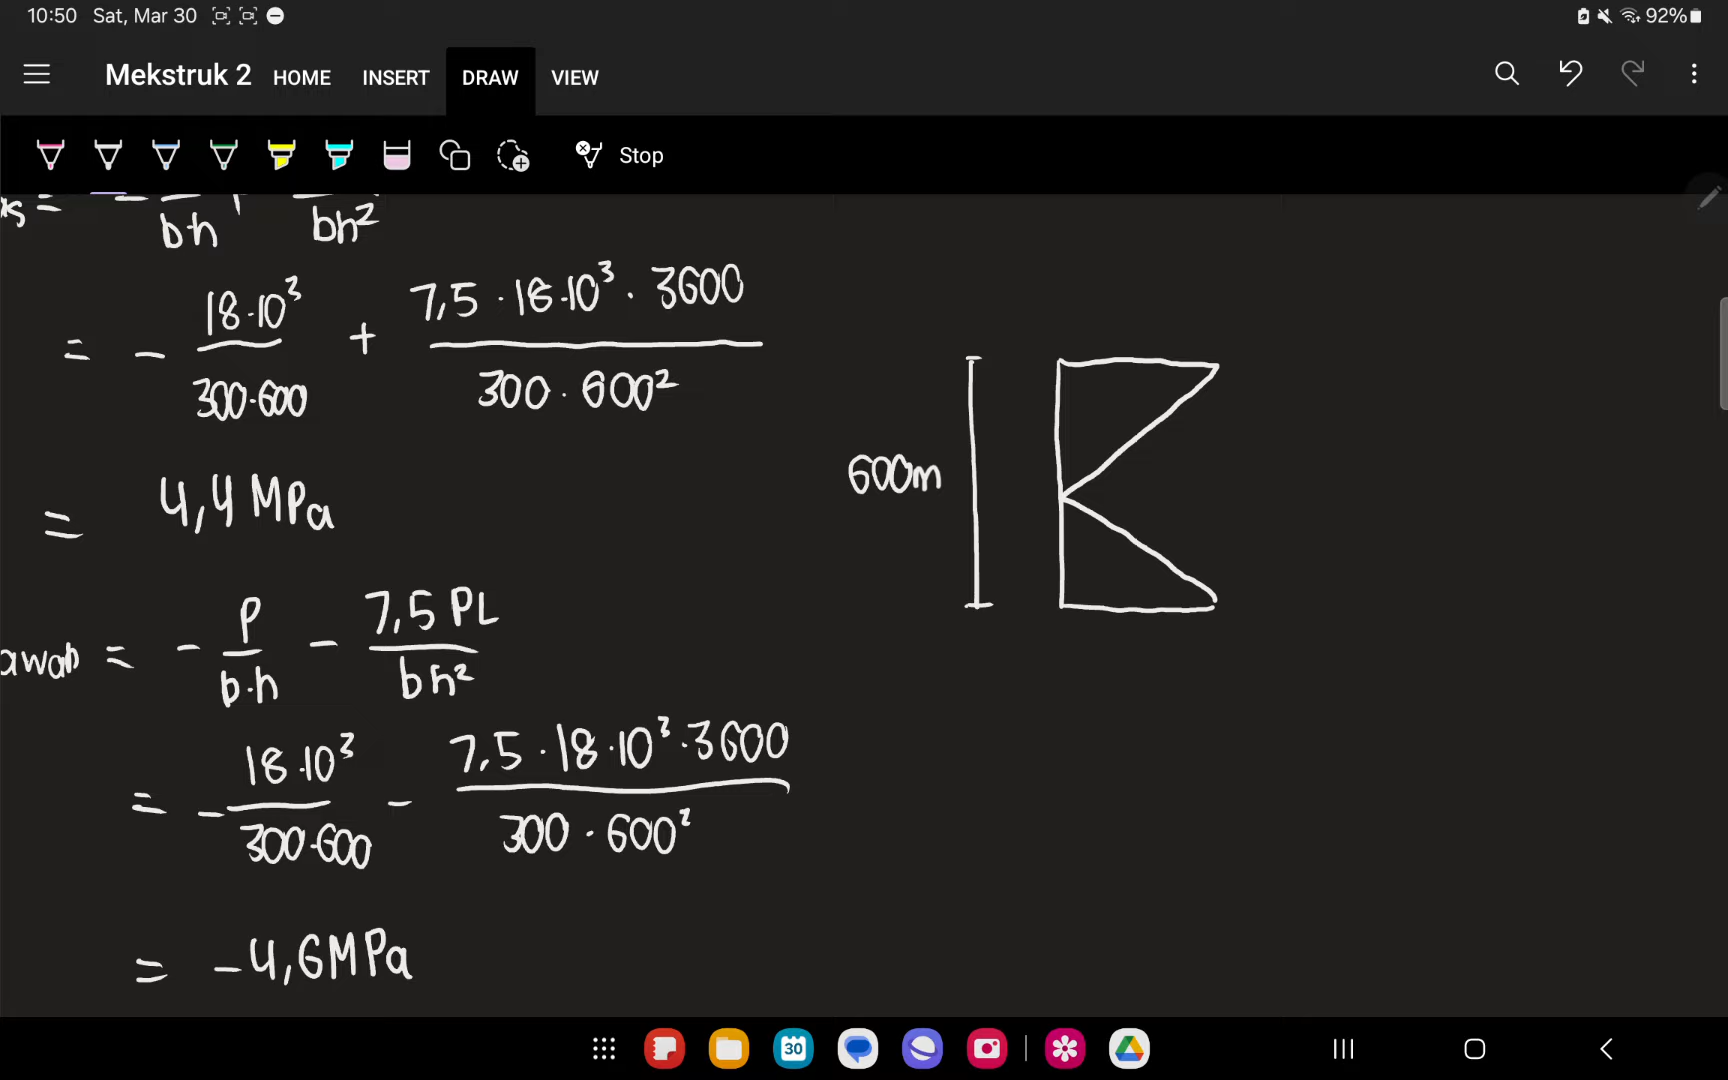 10:50 Sat, Mar 30 92%
Mekstruk 2 HOME INSERT DRAW VIEW
Stop
as = - ― + ―
b·h bh²
= - 18·10³ / 300·600 + 7,5 · 18·10³ · 3600 / 300 · 600²
600m
= 4,4 MPa
awah = - P / b·h - 7,5 PL / bh²
= - 18·10³ / 300·600 - 7,5 · 18·10³ · 3600 / 300 · 600²
= -4,6 MPa
30